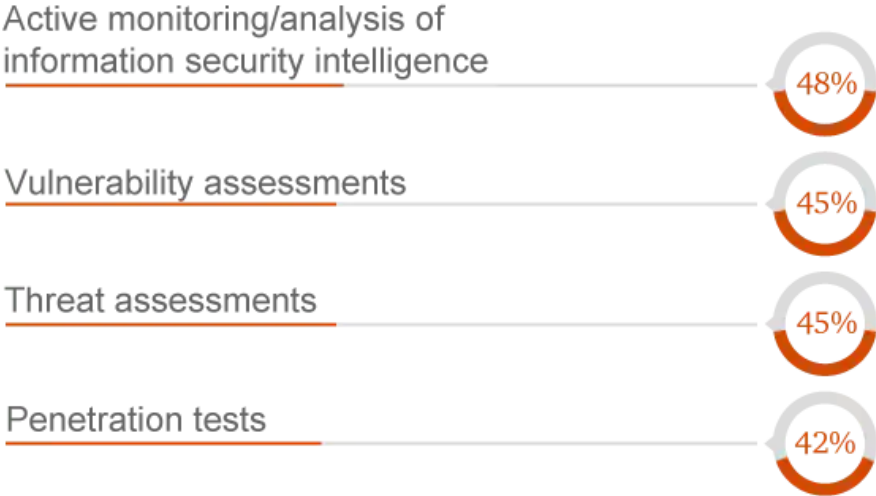 Active monitoring/analysis of
information security intelligence
48%
Vulnerability assessments
45%
Threat assessments
45%
Penetration tests
42%